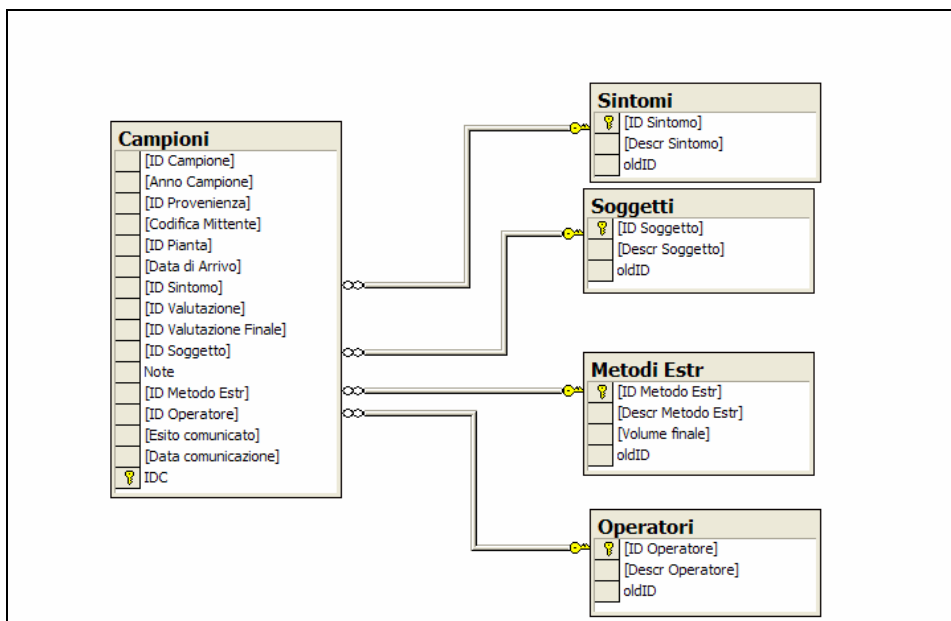 Campioni
[ID Campione]
[Anno Campione]
[ID Provenienza]
[Codifica Mittente]
[ID Pianta]
[Data di Arrivo]
[ID Sintomo]
[ID Valutazione]
[ID Valutazione Finale]
[ID Soggetto]
Note
[ID Metodo Estr]
[ID Operatore]
[Esito comunicato]
[Data comunicazione]
IDC
Sintomi
[ID Sintomo]
[Descr Sintomo]
oldID
Soggetti
[ID Soggetto]
[Descr Soggetto]
oldID
Metodi Estr
[ID Metodo Estr]
[Descr Metodo Estr]
[Volume finale]
oldID
Operatori
[ID Operatore]
[Descr Operatore]
oldID